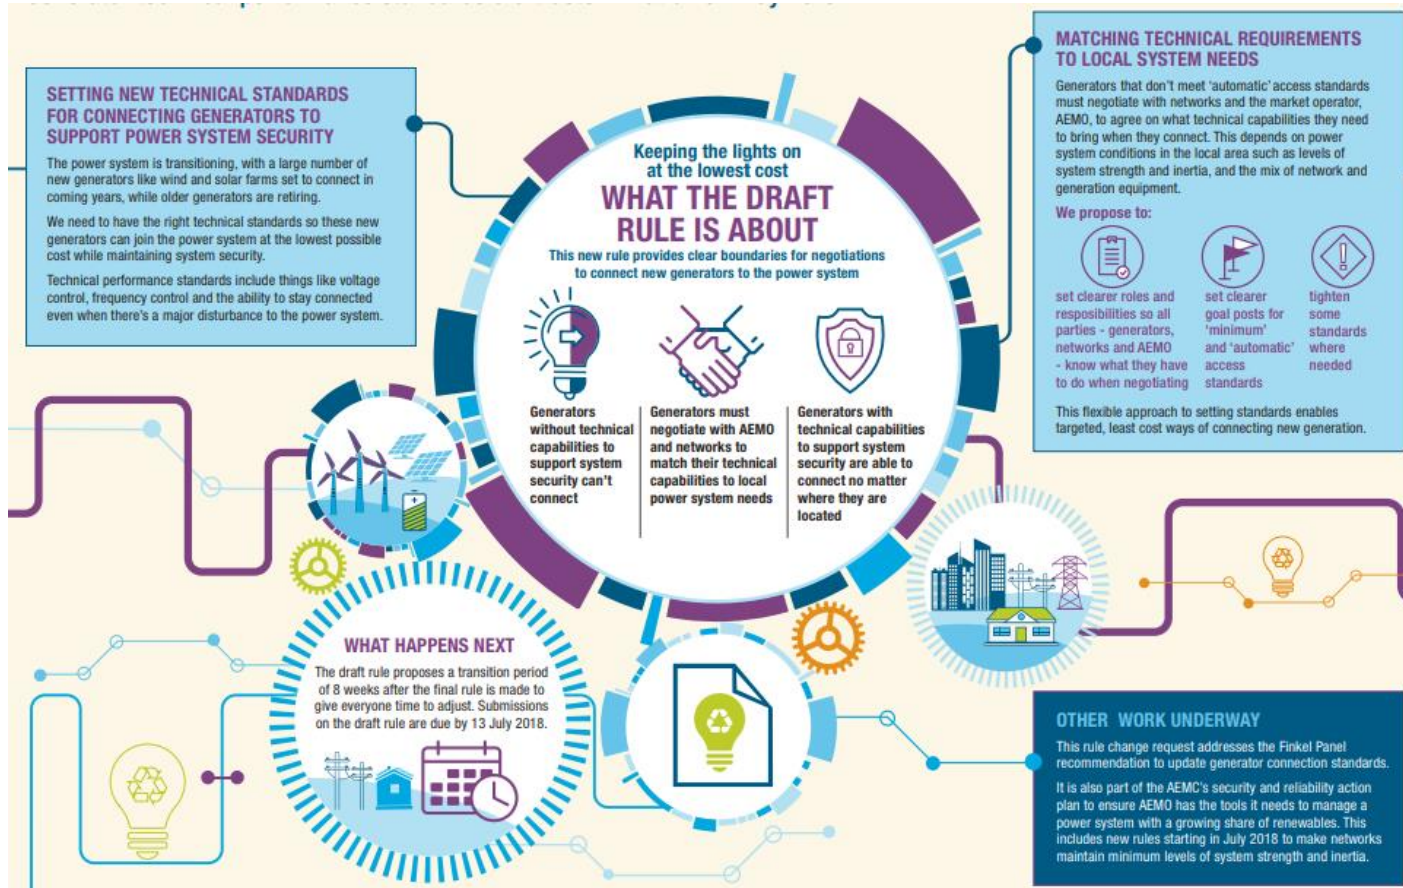 SETTING NEW TECHNICAL STANDARDS
FOR CONNECTING GENERATORS TO
SUPPORT POWER SYSTEM SECURITY
The power system is transitioning, with a large number of
new generators like wind and solar farms set to connect in
coming years, while older generators are retiring.
We need to have the right technical standards so these new
generators can join the power system at the lowest possible
cost while maintaining system security.
Technical performance standards include things like voltage
control, frequency control and the ability to stay connected
even when there's a major disturbance to the power system.
Keeping the lights on
at the lowest cost
WHAT THE DRAFT
RULE IS ABOUT
This new rule provides clear boundaries for negotiations
to connect new generators to the power system
Generators
without technical
capabilities to
support system
security can't
connect
Generators must
negotiate with AEMO
and networks to
match their technical
capabilities to local
power system needs
Generators with
technical capabilities
to support system
security are able to
connect no matter
where they are
located
MATCHING TECHNICAL REQUIREMENTS
TO LOCAL SYSTEM NEEDS
Generators that don't meet 'automatic' access standards
must negotiate with networks and the market operator,
AEMO, to agree on what technical capabilities they need
to bring when they connect. This depends on power
system conditions in the local area such as levels of
system strength and inertia, and the mix of network and
generation equipment.
We propose to:
set clearer roles and
resposibilities so all
parties - generators,
networks and AEMO
- know what they have
to do when negotiating
set clearer
goal posts for
'minimum'
and 'automatic'
access
standards
tighten
some
standards
where
needed
This flexible approach to setting standards enables
targeted, least cost ways of connecting new generation.
WHAT HAPPENS NEXT
The draft rule proposes a transition period
of 8 weeks after the final rule is made to
give everyone time to adjust. Submissions
on the draft rule are due by 13 July 2018.
OTHER WORK UNDERWAY
This rule change request addresses the Finkel Panel
recommendation to update generator connection standards.
It is also part of the AEMC's security and reliability action
plan to ensure AEMO has the tools it needs to manage a
power system with a growing share of renewables. This
includes new rules starting in July 2018 to make networks
maintain minimum levels of system strength and inertia.